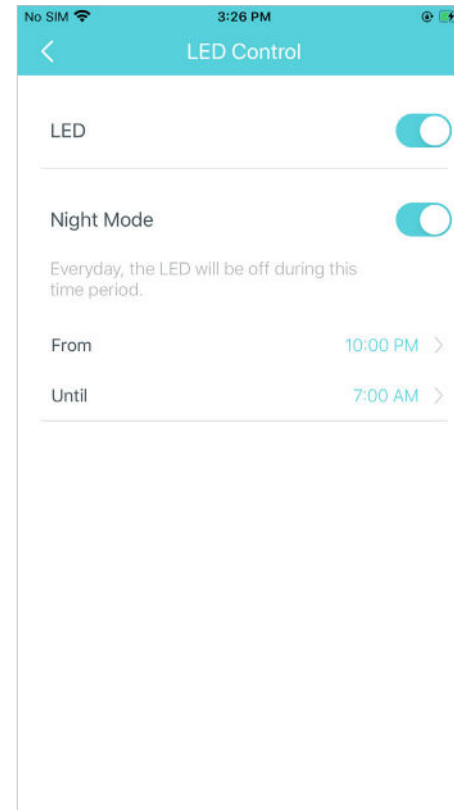 No SIM 3:26 PM
LED Control
LED
Night Mode
Everyday, the LED will be off during this
time period.
From 10:00 PM
Until 7:00 AM